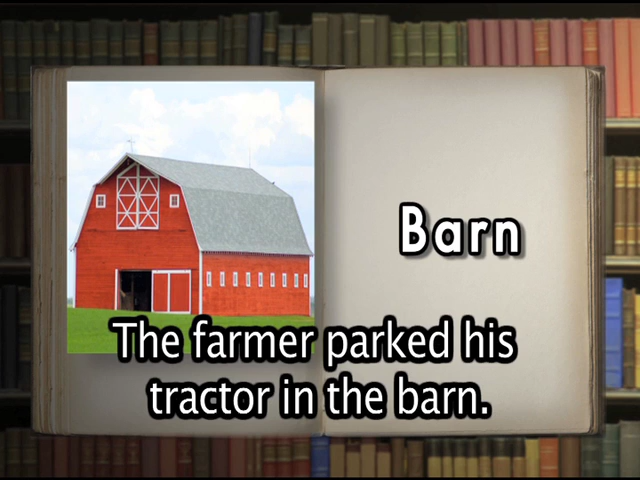 Barn
The farmer parked his
tractor in the barn.